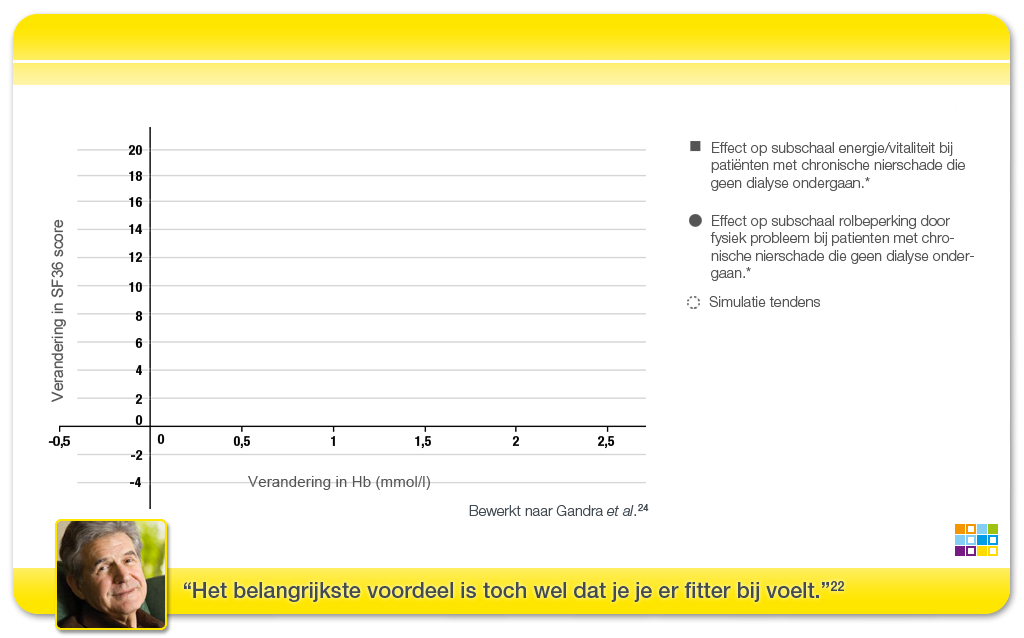 20
18
16
14
12
10
8
6
4
2
0
-2
-4
-0,5
0
0,5
1
1,5
2
2,5
Verandering in SF36 score
Verandering in Hb (mmol/l)
Bewerkt naar Gandra et al.24
Effect op subschaal energie/vitaliteit bij
patiënten met chronische nierschade die
geen dialyse ondergaan.*
Effect op subschaal rolbeperking door
fysiek probleem bij patienten met chro-
nische nierschade die geen dialyse onder-
gaan.*
Simulatie tendens
“Het belangrijkste voordeel is toch wel dat je je er fitter bij voelt.”22